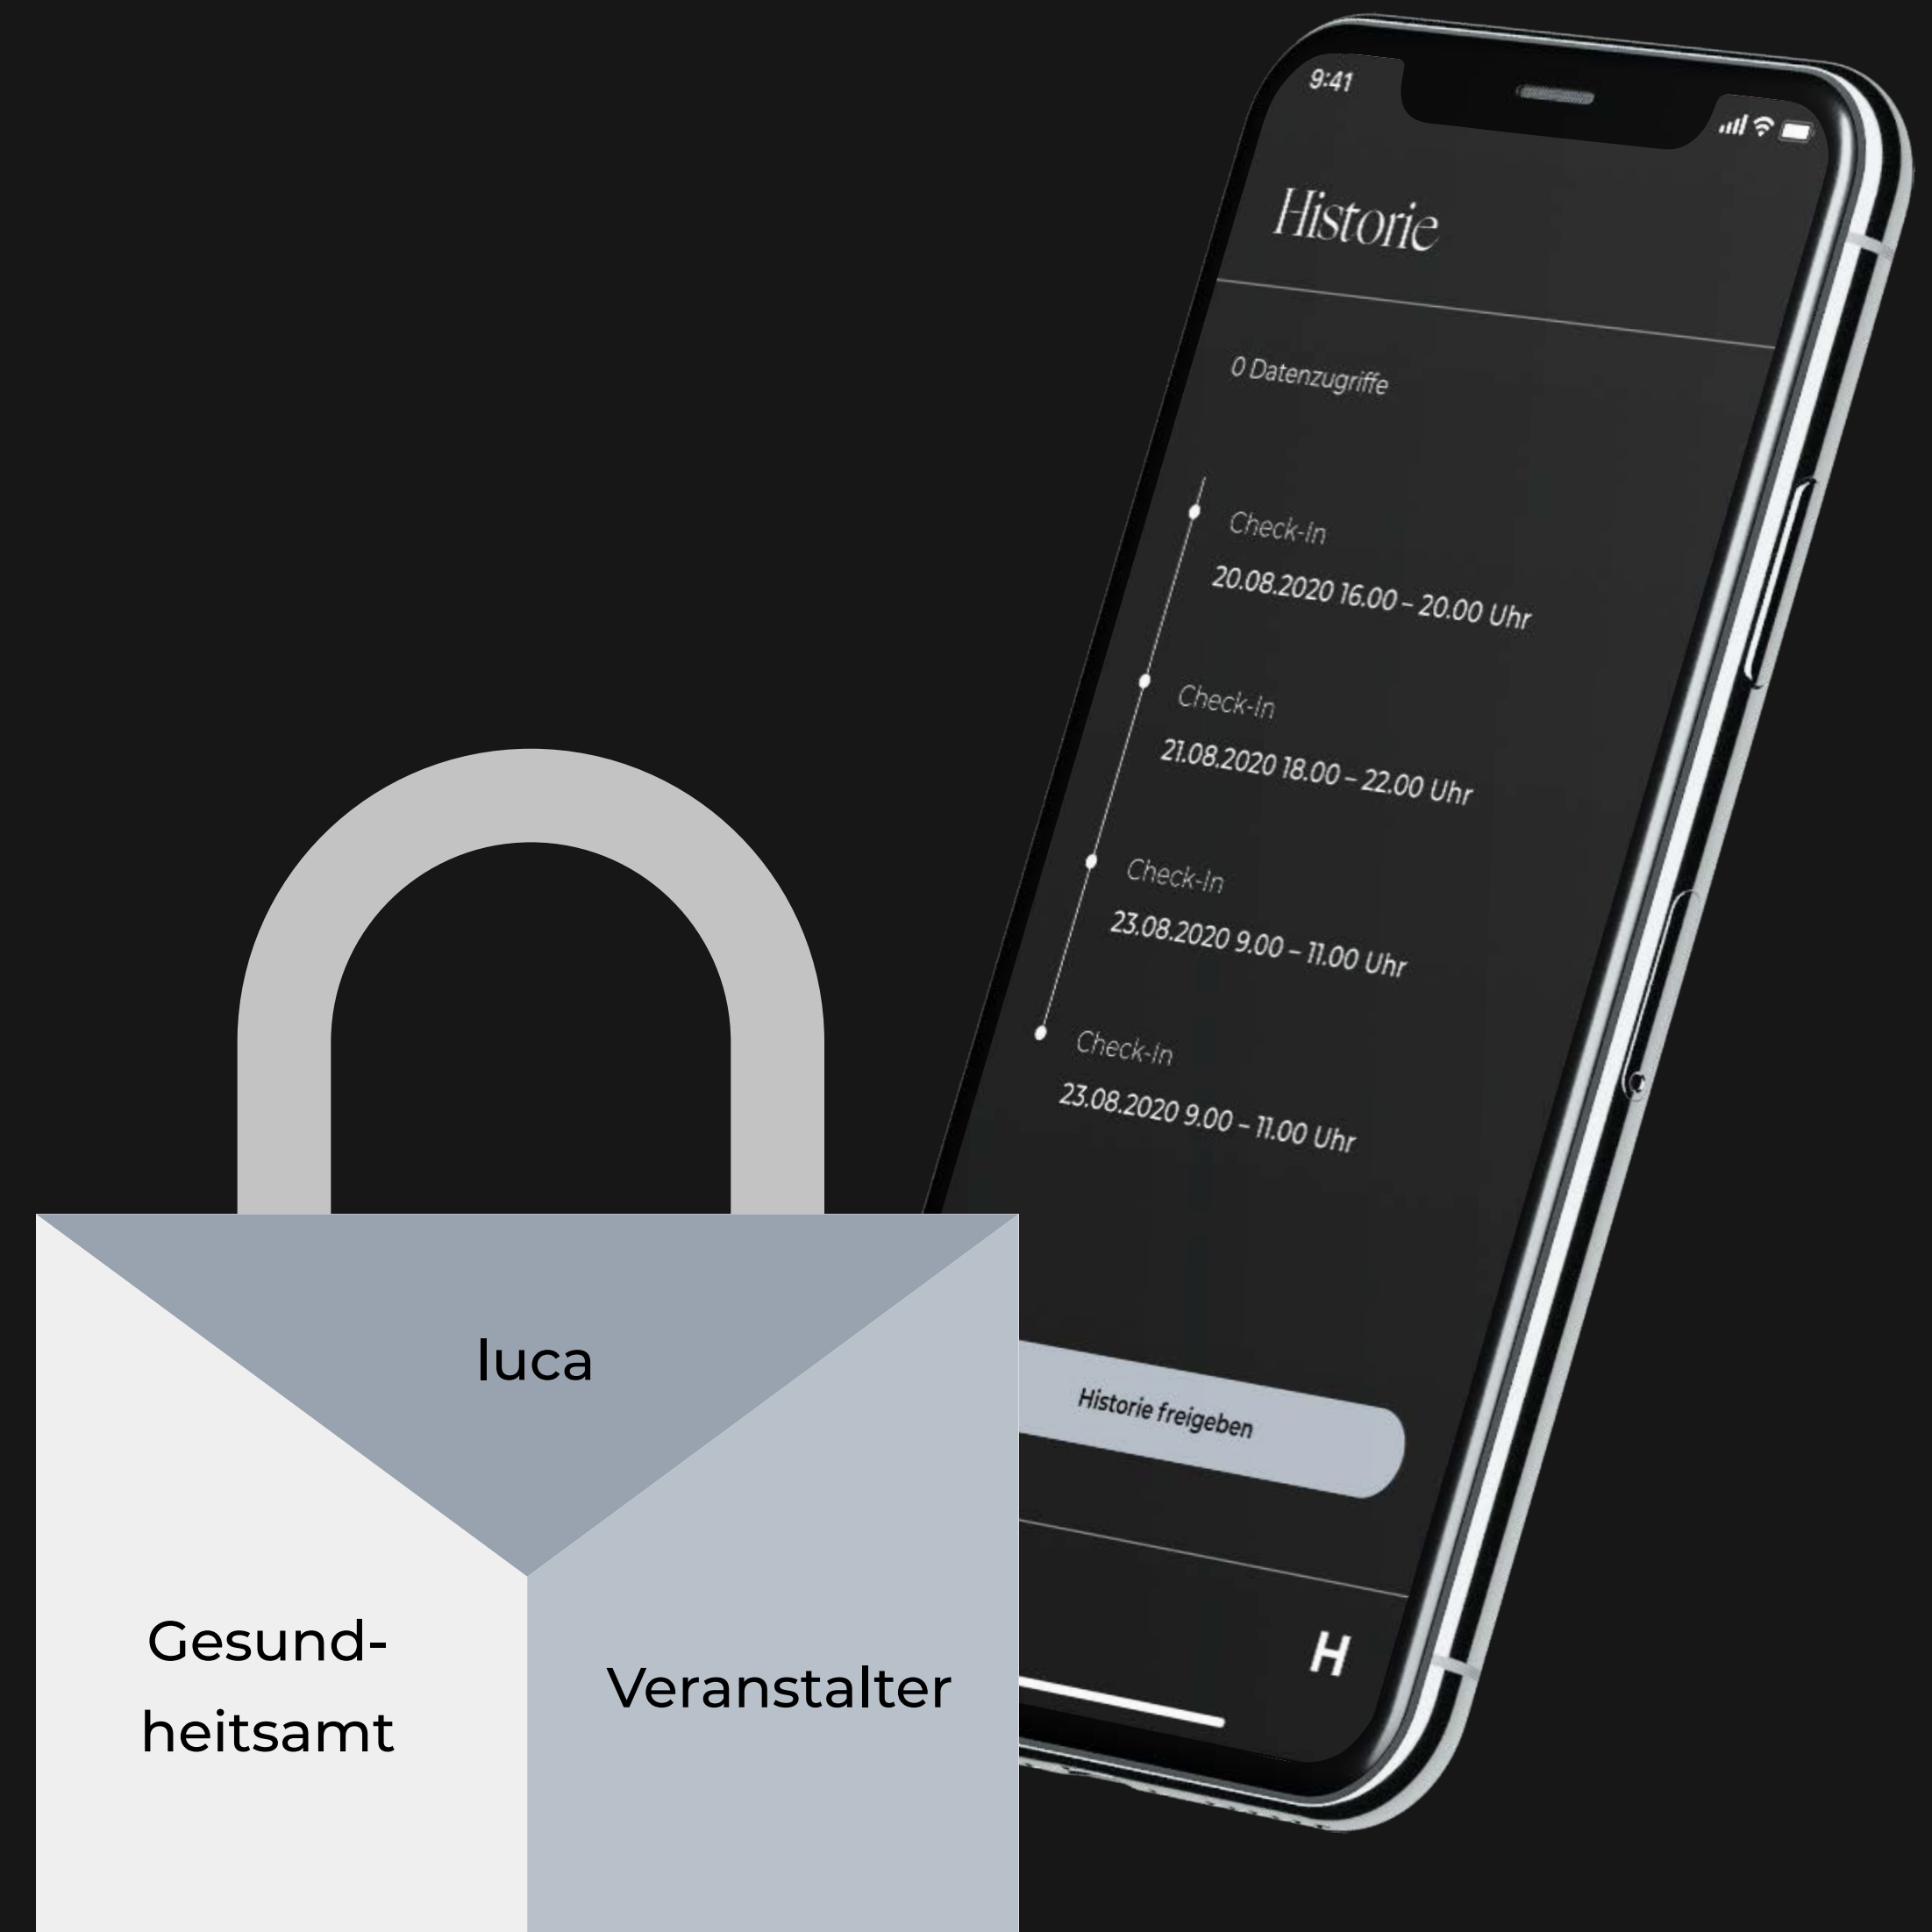 9:41
Historie
0 Datenzugriffe
Check-In
20.08.2020 16.00 – 20.00 Uhr
Check-In
21.08.2020 18.00 – 22.00 Uhr
Check-In
23.08.2020 9.00 – 11.00 Uhr
Check-In
23.08.2020 9.00 – 11.00 Uhr
Historie freigeben
H
luca
Gesund-
heitsamt
Veranstalter